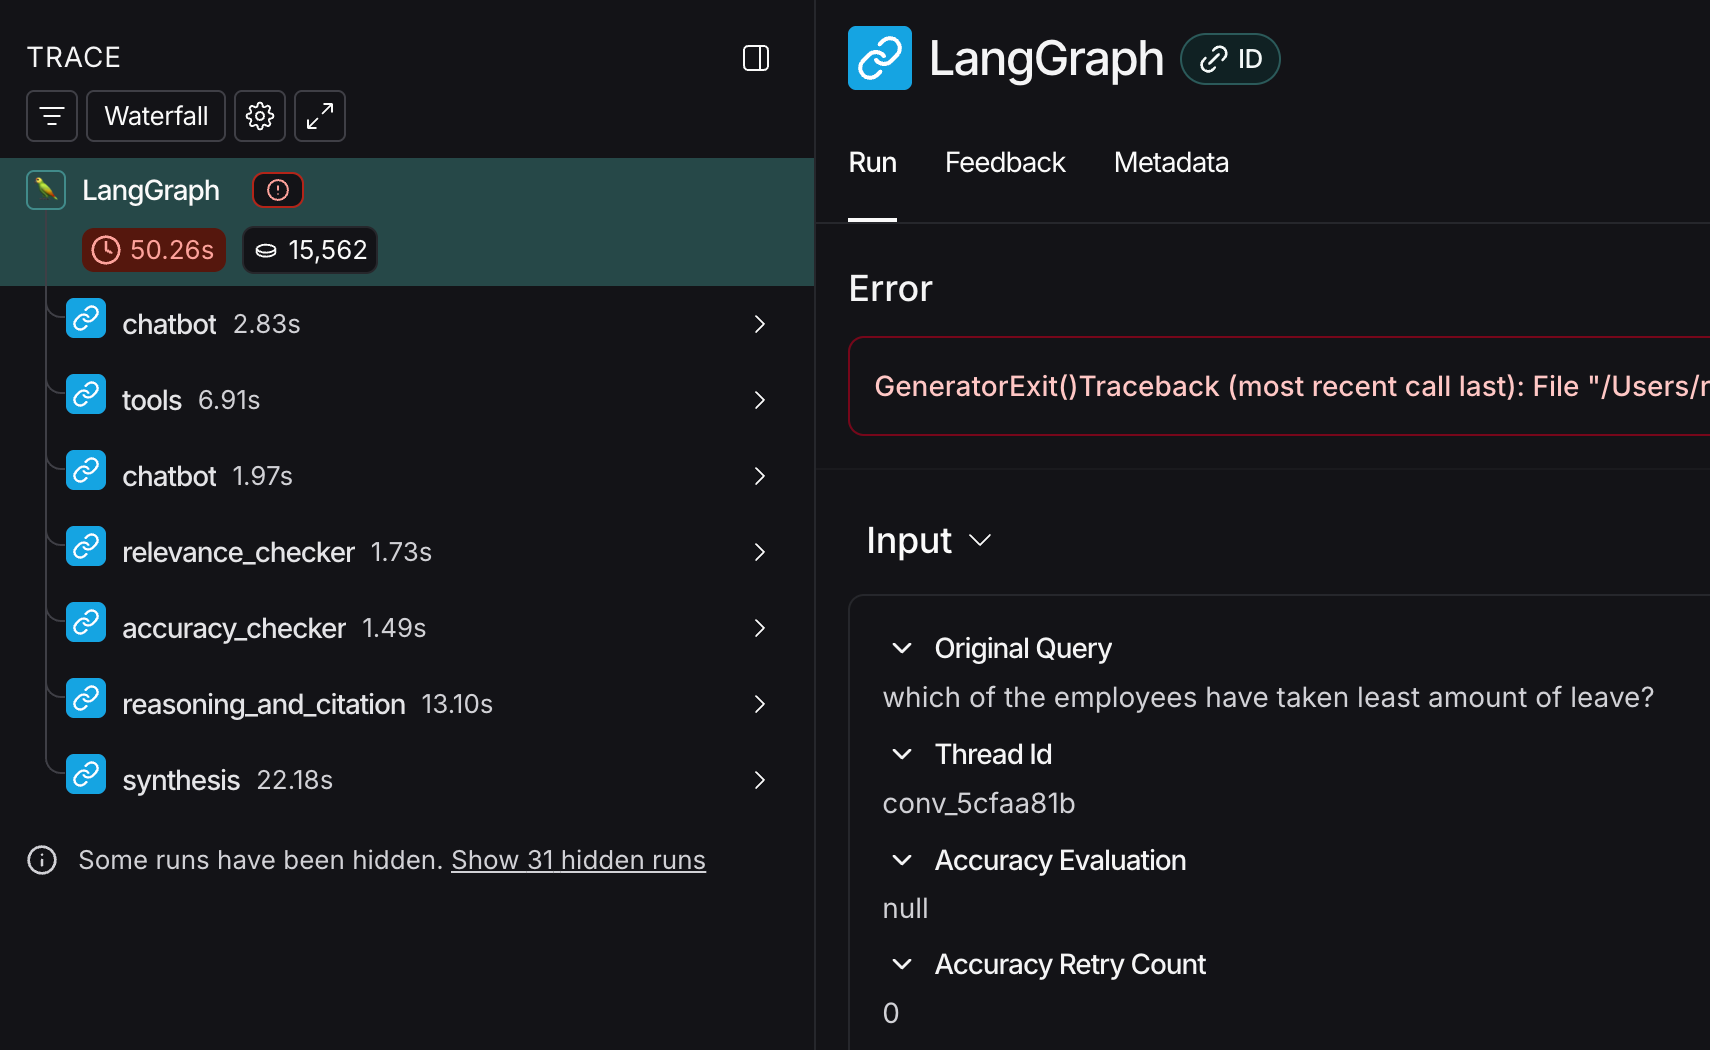 TRACE
Waterfall
LangGraph
50.26s 15,562
chatbot 2.83s
tools 6.91s
chatbot 1.97s
relevance_checker 1.73s
accuracy_checker 1.49s
reasoning_and_citation 13.10s
synthesis 22.18s
Some runs have been hidden. Show 31 hidden runs
LangGraph ID
Run Feedback Metadata
Error
GeneratorExit()Traceback (most recent call last): File "/Users/
Input
Original Query
which of the employees have taken least amount of leave?
Thread Id
conv_5cfaa81b
Accuracy Evaluation
null
Accuracy Retry Count
0